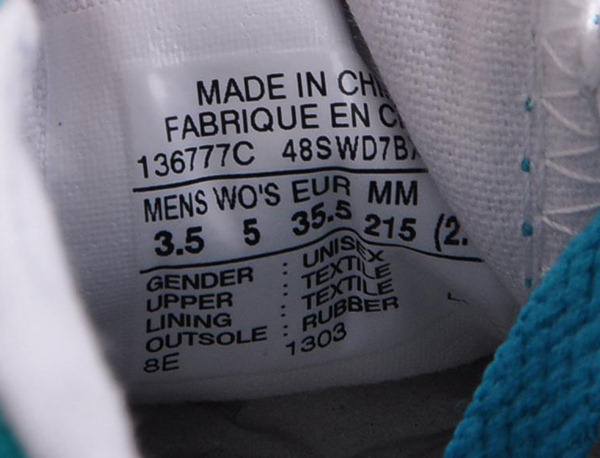 MADE IN CHI
FABRIQUE EN C
136777C 48SWD7B
MENS WO'S EUR MM
3.5 5 35.5 215 (2.
GENDER : UNISEX
UPPER : TEXTILE
LINING : TEXTILE
OUTSOLE : RUBBER
8E 1303